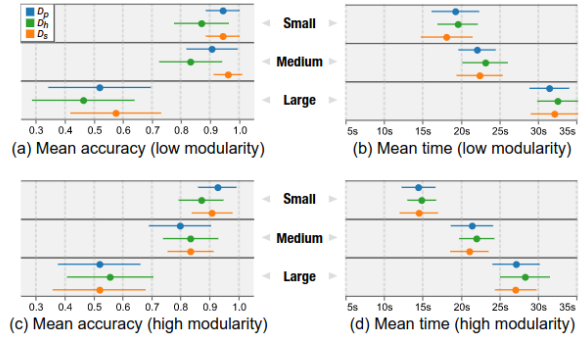 D_p
D_h
D_s
Small
Medium
Large
0.3 0.4 0.5 0.6 0.7 0.8 0.9 1.0
5s 10s 15s 20s 25s 30s 35s
(a) Mean accuracy (low modularity)
(b) Mean time (low modularity)
Small
Medium
Large
0.3 0.4 0.5 0.6 0.7 0.8 0.9 1.0
5s 10s 15s 20s 25s 30s 35s
(c) Mean accuracy (high modularity)
(d) Mean time (high modularity)